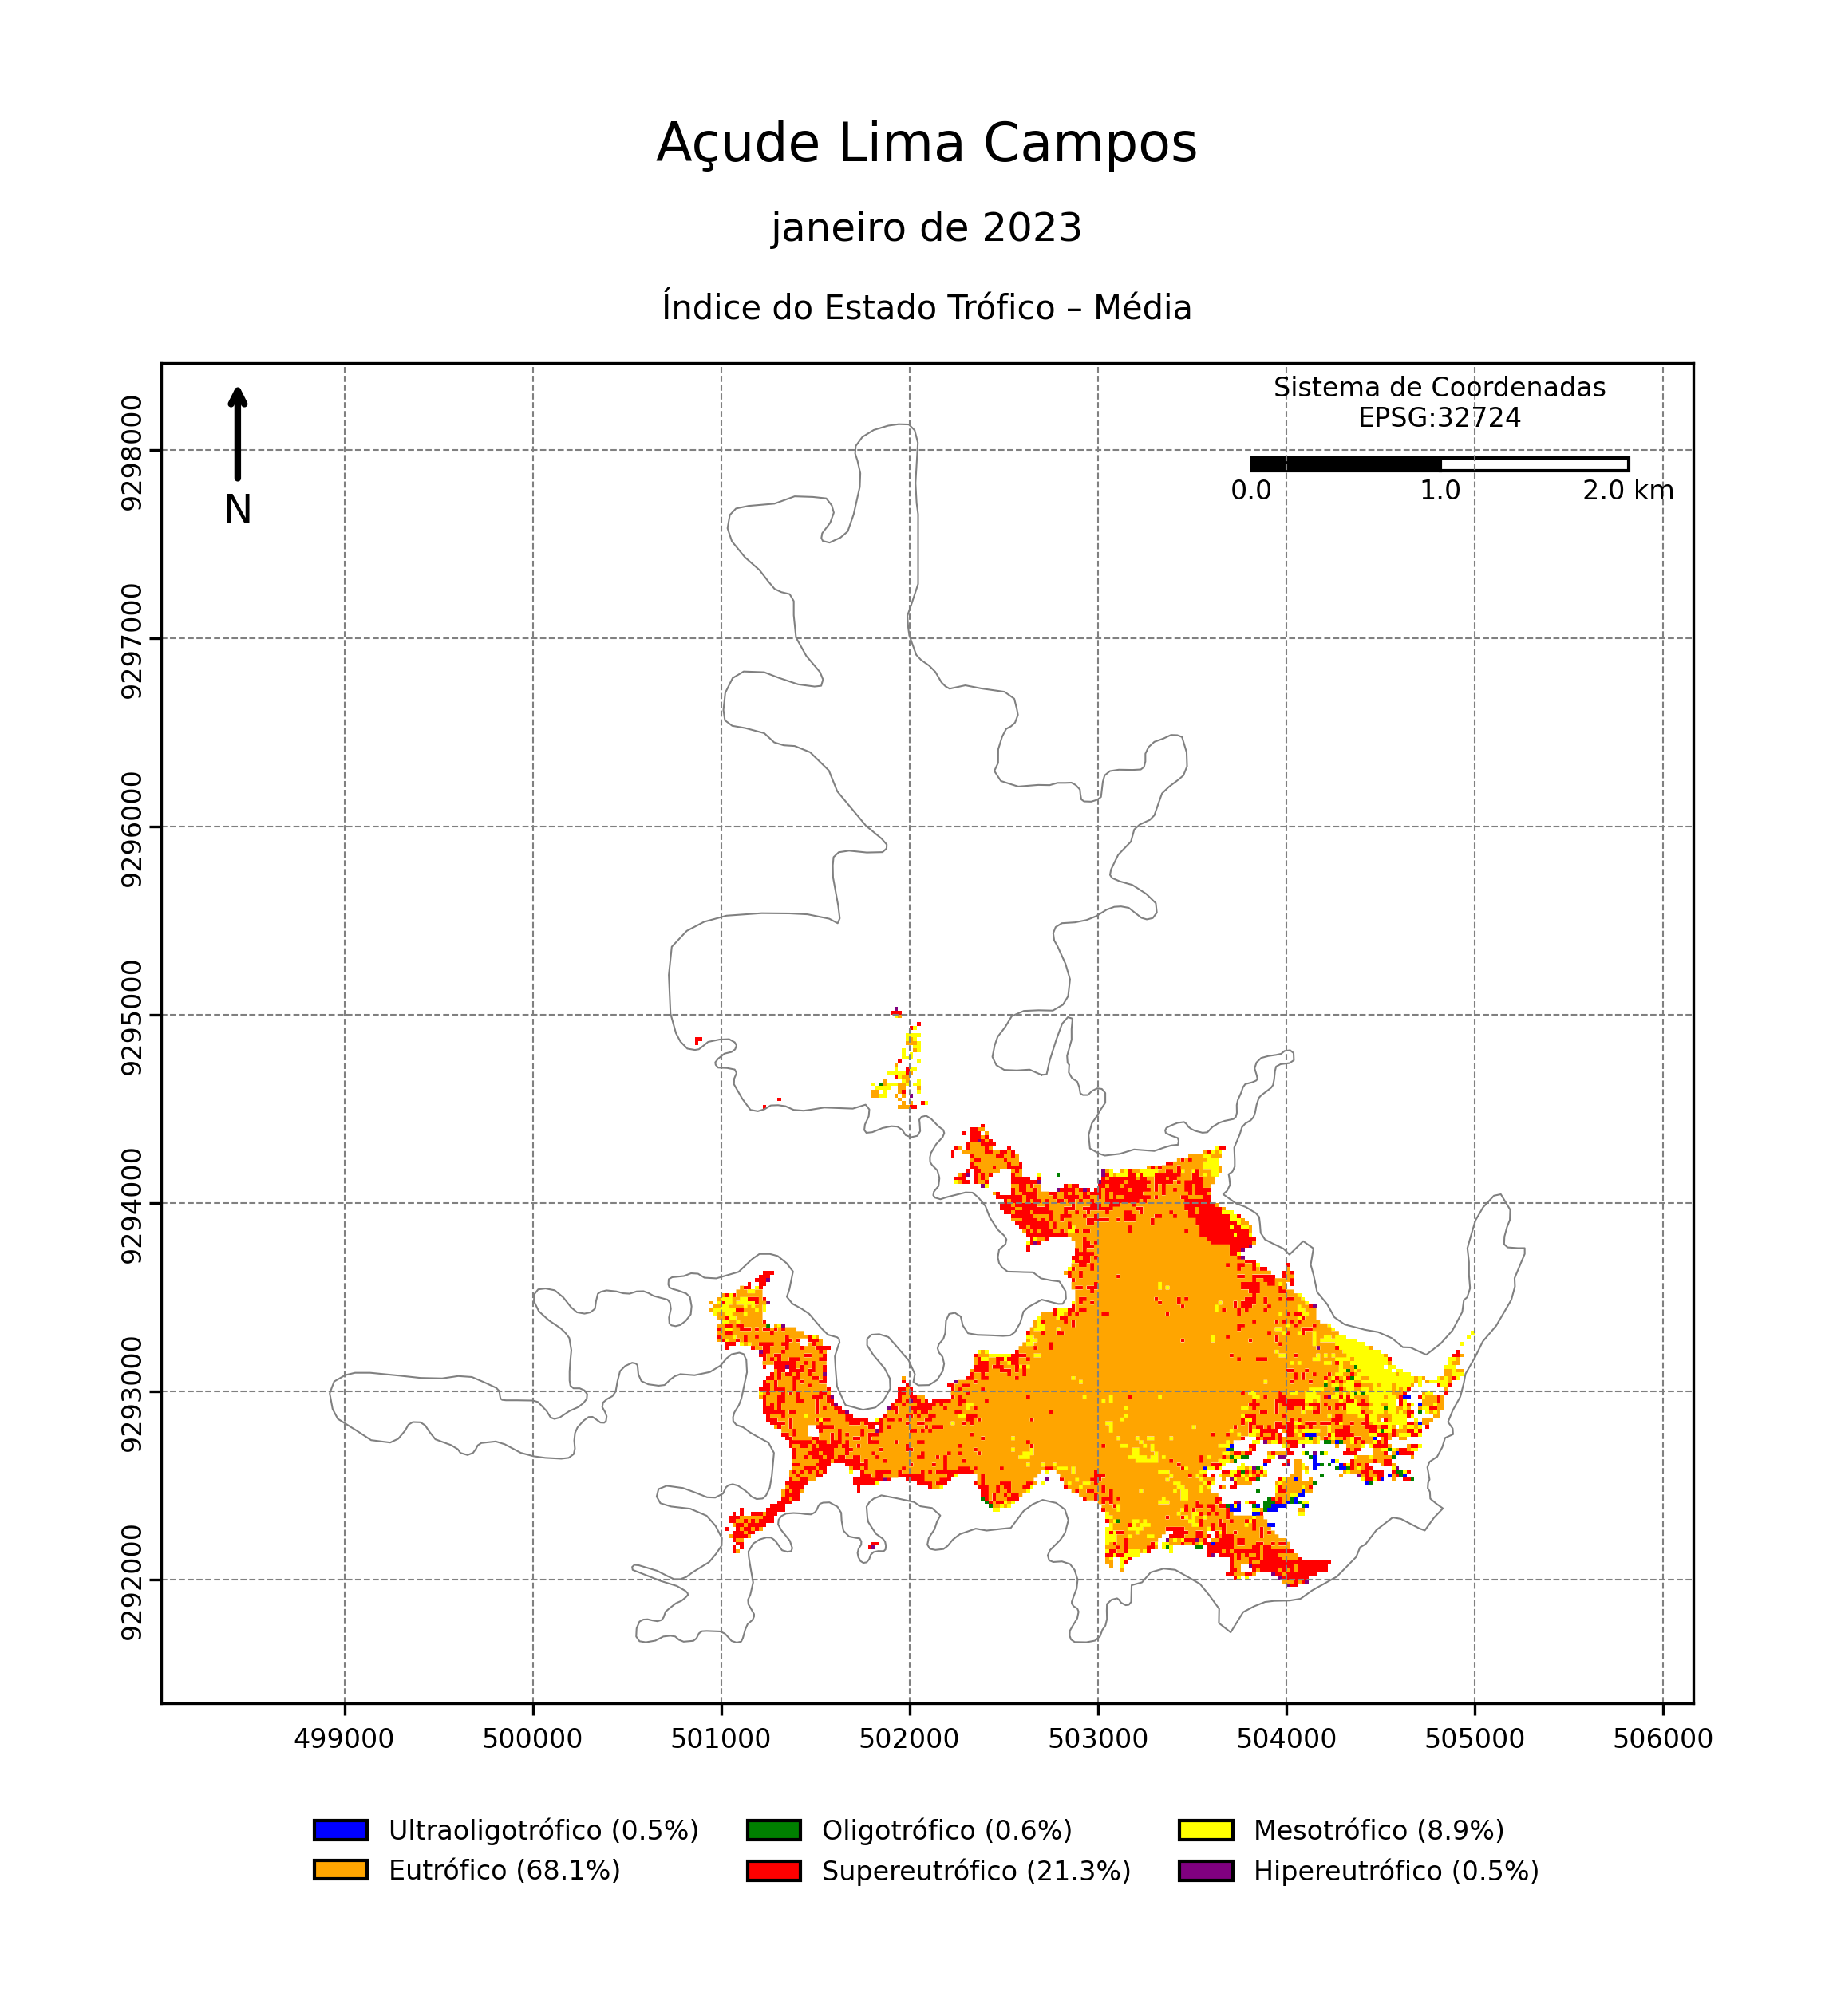 Açude Lima Campos
janeiro de 2023
Índice do Estado Trófico – Média
Sistema de Coordenadas
EPSG:32724
0.0 1.0 2.0 km
N
9298000
9297000
9296000
9295000
9294000
9293000
9292000
499000 500000 501000 502000 503000 504000 505000 506000
Ultraoligotrófico (0.5%) Oligotrófico (0.6%) Mesotrófico (8.9%)
Eutrófico (68.1%) Supereutrófico (21.3%) Hipereutrófico (0.5%)